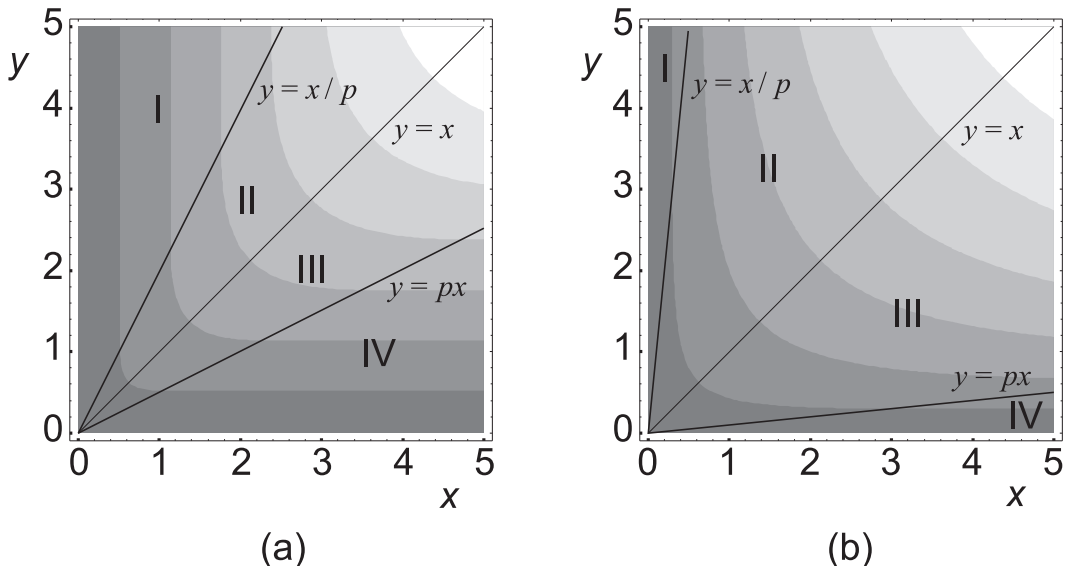 5
y
y = x / p
4
I
y = x
3
II
2
III
y = px
1
IV
0
0 1 2 3 4 5
x
(a)
5
y
I
y = x / p
4
y = x
3
II
2
III
1
y = px
IV
0
0 1 2 3 4 5
x
(b)